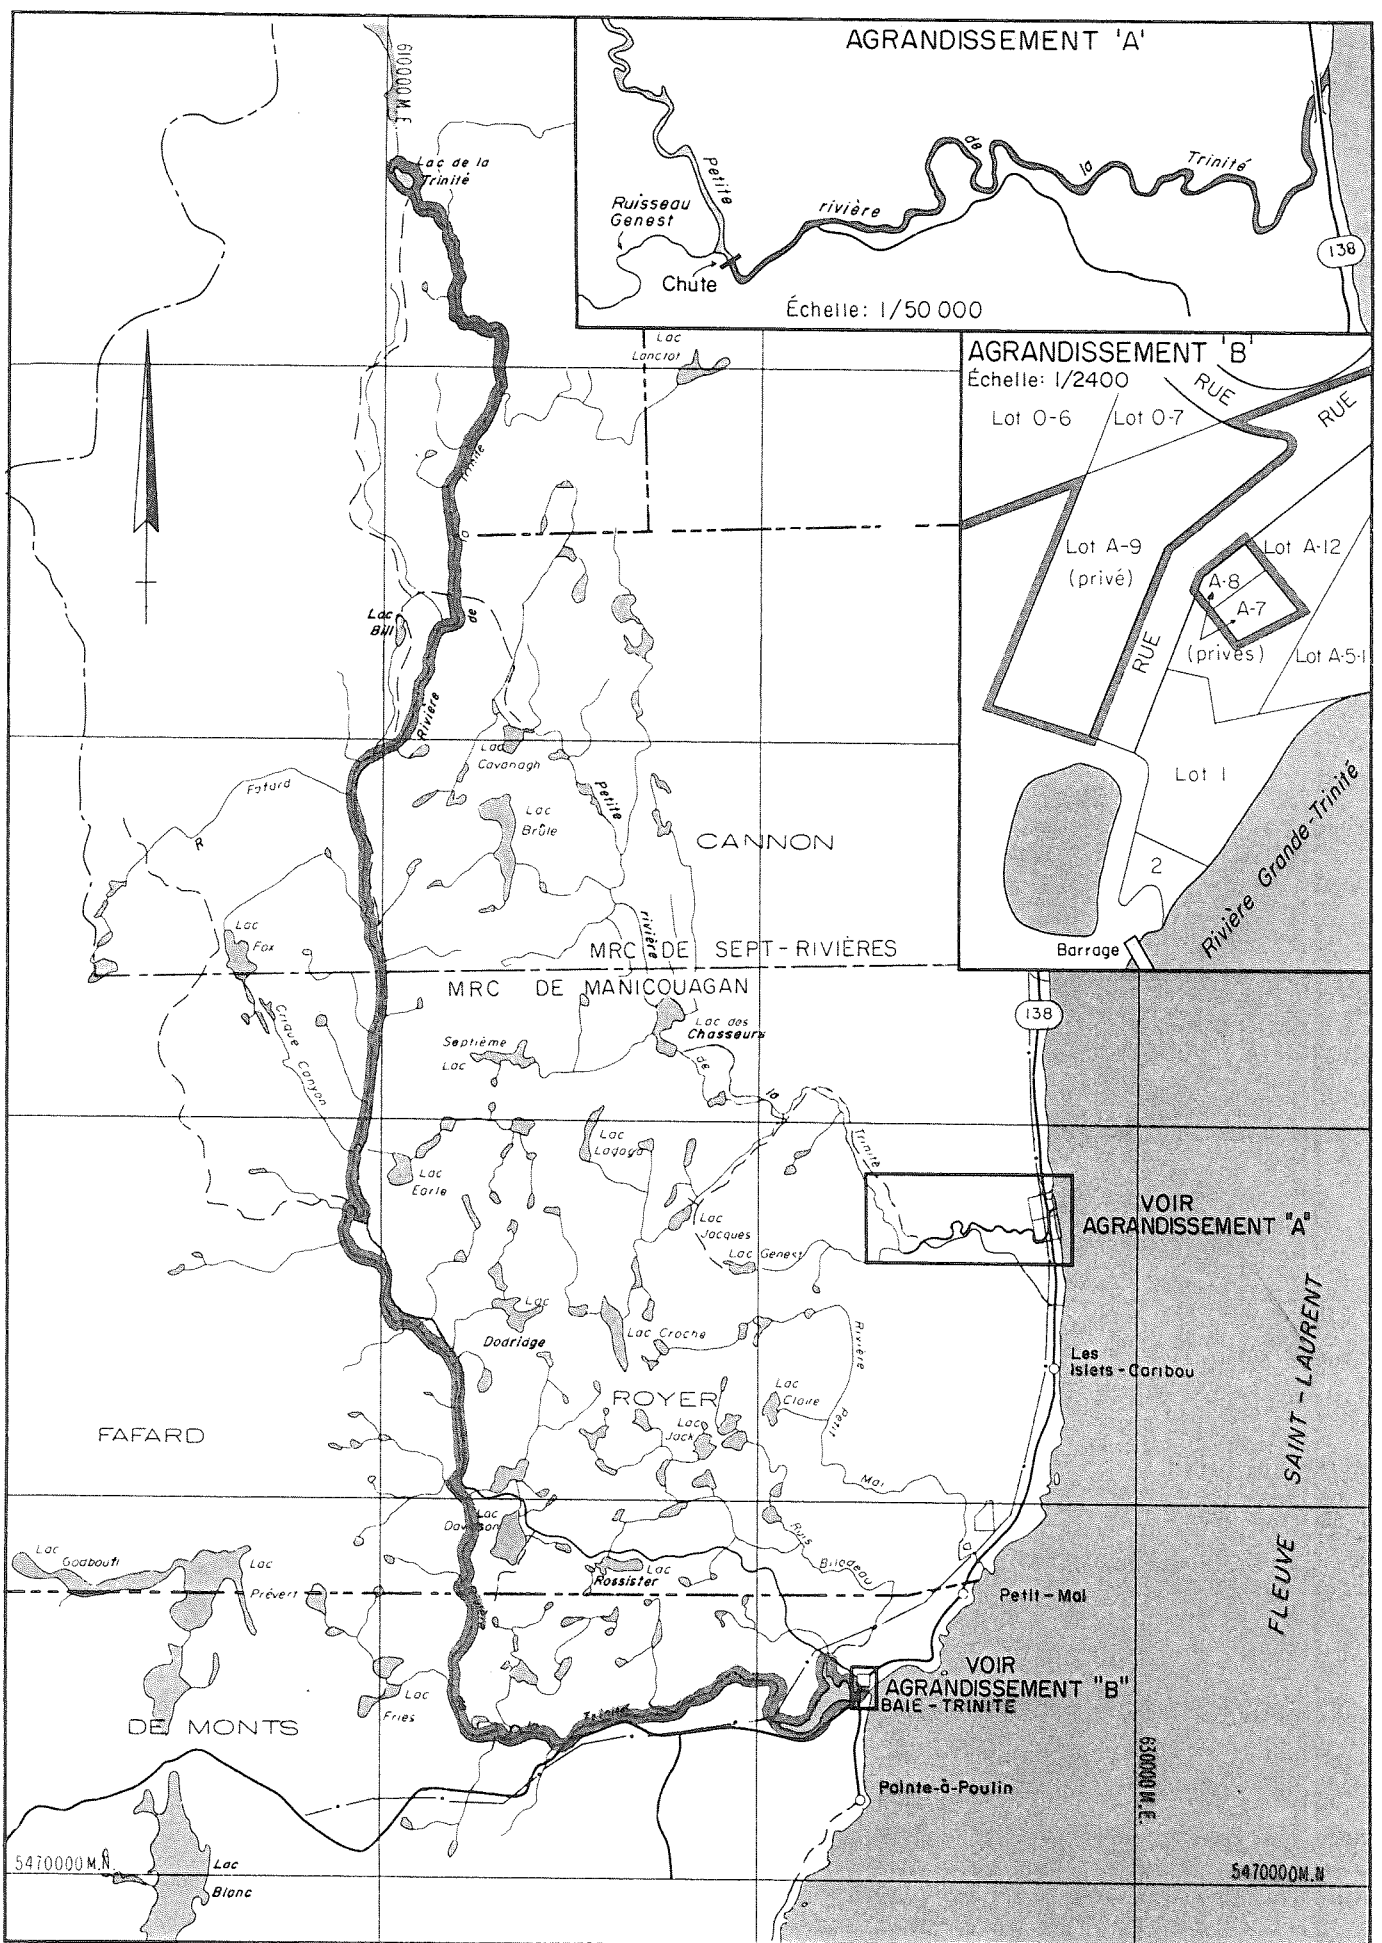 AGRANDISSEMENT 'A'
610000 M.E.
Lac de la
Trinité
Petite
rivière
de
la
Trinité
Ruisseau
Genest
Chute
138
Échelle: 1/50 000
Lac
Lanctot
AGRANDISSEMENT 'B'
Échelle: 1/2400
RUE
RUE
Lot O-6
Lot O-7
Lot A-9
(privé)
Lot A-12
A-8
A-7
(privés)
Lot A-5-1
RUE
Lot 1
2
Barrage
Rivière Grande-Trinité
Trinité
la
de
Rivière
Lac
Bill
Lac
Cavanagh
Petite
Lac
Brûlé
R
Fafard
CANNON
rivière
Lac
Fox
MRC DE SEPT-RIVIÈRES
MRC DE MANICOUAGAN
138
Crique Canyon
Septième
Lac
Lac des
Chasseurs
de
la
Trinité
Lac
Earle
Lac
Jacques
Lac Genest
VOIR
AGRANDISSEMENT "A"
Lac
Dodridge
Lac Croche
Rivière
Petit
Mai
Les
Islets-Caribou
ROYER
Lac
Claire
Lac
Jack
FAFARD
FLEUVE SAINT-LAURENT
Lac
Davidson
Ruis
Bilodeau
Lac
Godbout
Lac
Prévert
Lac
Rossister
Petit-Mai
VOIR
AGRANDISSEMENT "B"
BAIE-TRINITÉ
Lac
Fries
Trinité
DE MONTS
Pointe-à-Poulin
630000 M.E.
5470000 M.N.
Lac
Blanc
5470000 M.N